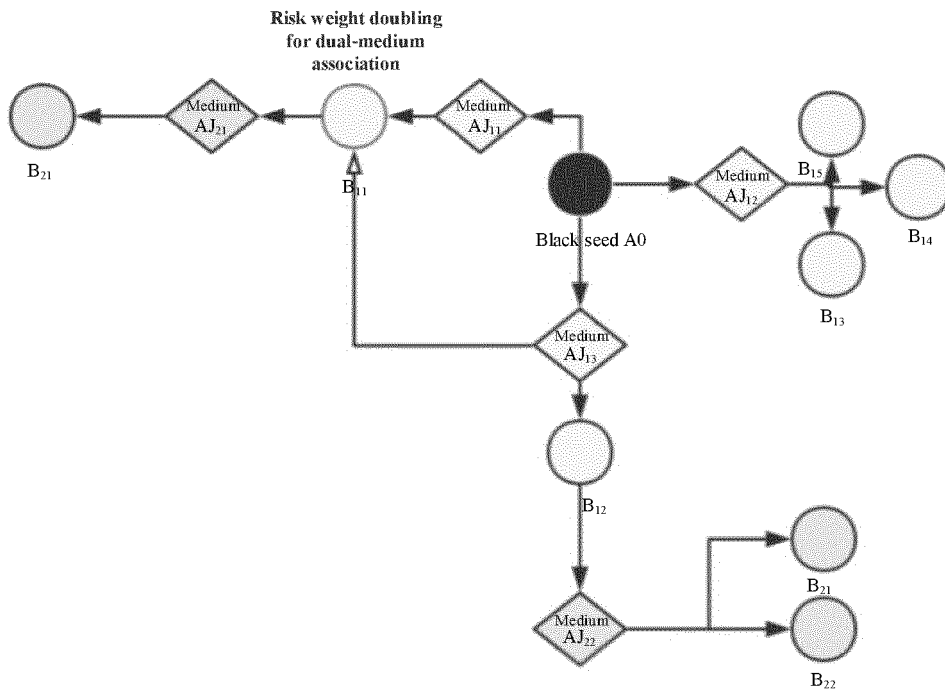 Risk weight doubling
for dual-medium
association
Medium
AJ₂₁
Medium
AJ₁₁
B₂₁
B₁₁
B₁₅
Medium
AJ₁₂
B₁₄
Black seed A0
B₁₃
Medium
AJ₁₃
B₁₂
B₂₁
Medium
AJ₂₂
B₂₂